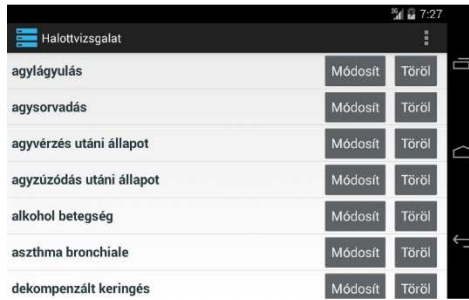 3G 7:27
Halottvizsgalat
agylágyulás Módosít Töröl
agysorvadás Módosít Töröl
agyvérzés utáni állapot Módosít Töröl
agyzúzódás utáni állapot Módosít Töröl
alkohol betegség Módosít Töröl
aszthma bronchiale Módosít Töröl
dekompenzált keringés Módosít Töröl